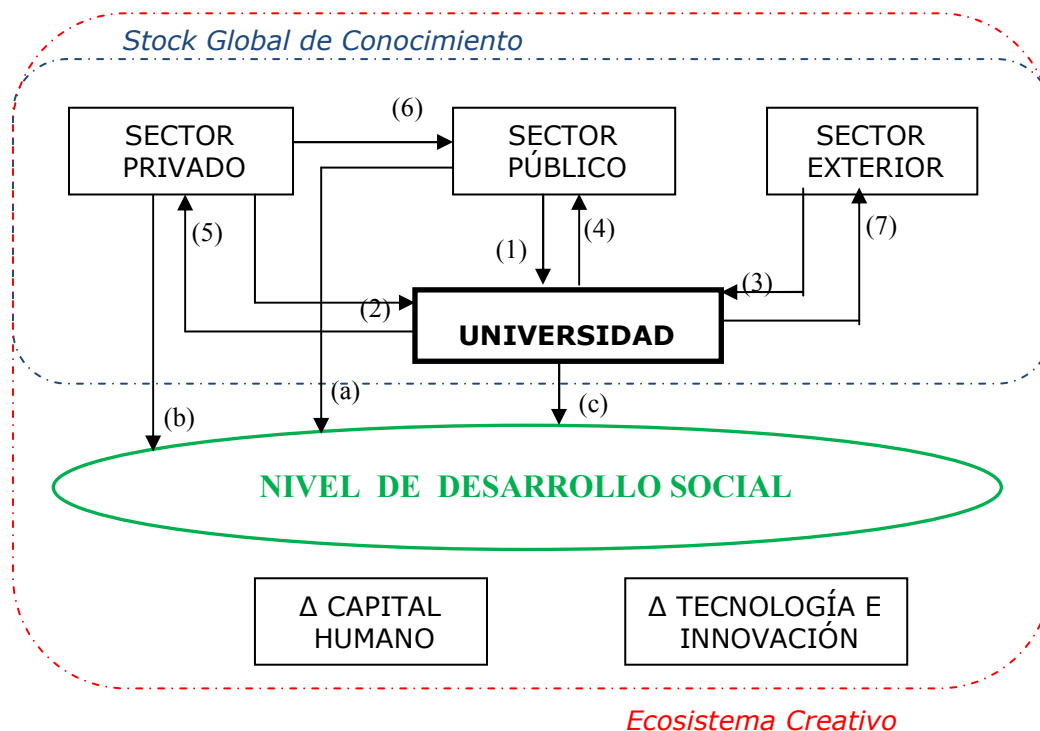 Stock Global de Conocimiento
SECTOR
PRIVADO
(6)
SECTOR
PÚBLICO
SECTOR
EXTERIOR
(5)
(1)
(4)
(7)
(2)
(3)
UNIVERSIDAD
(b)
(a)
(c)
NIVEL DE DESARROLLO SOCIAL
Δ CAPITAL
HUMANO
Δ TECNOLOGÍA E
INNOVACIÓN
Ecosistema Creativo